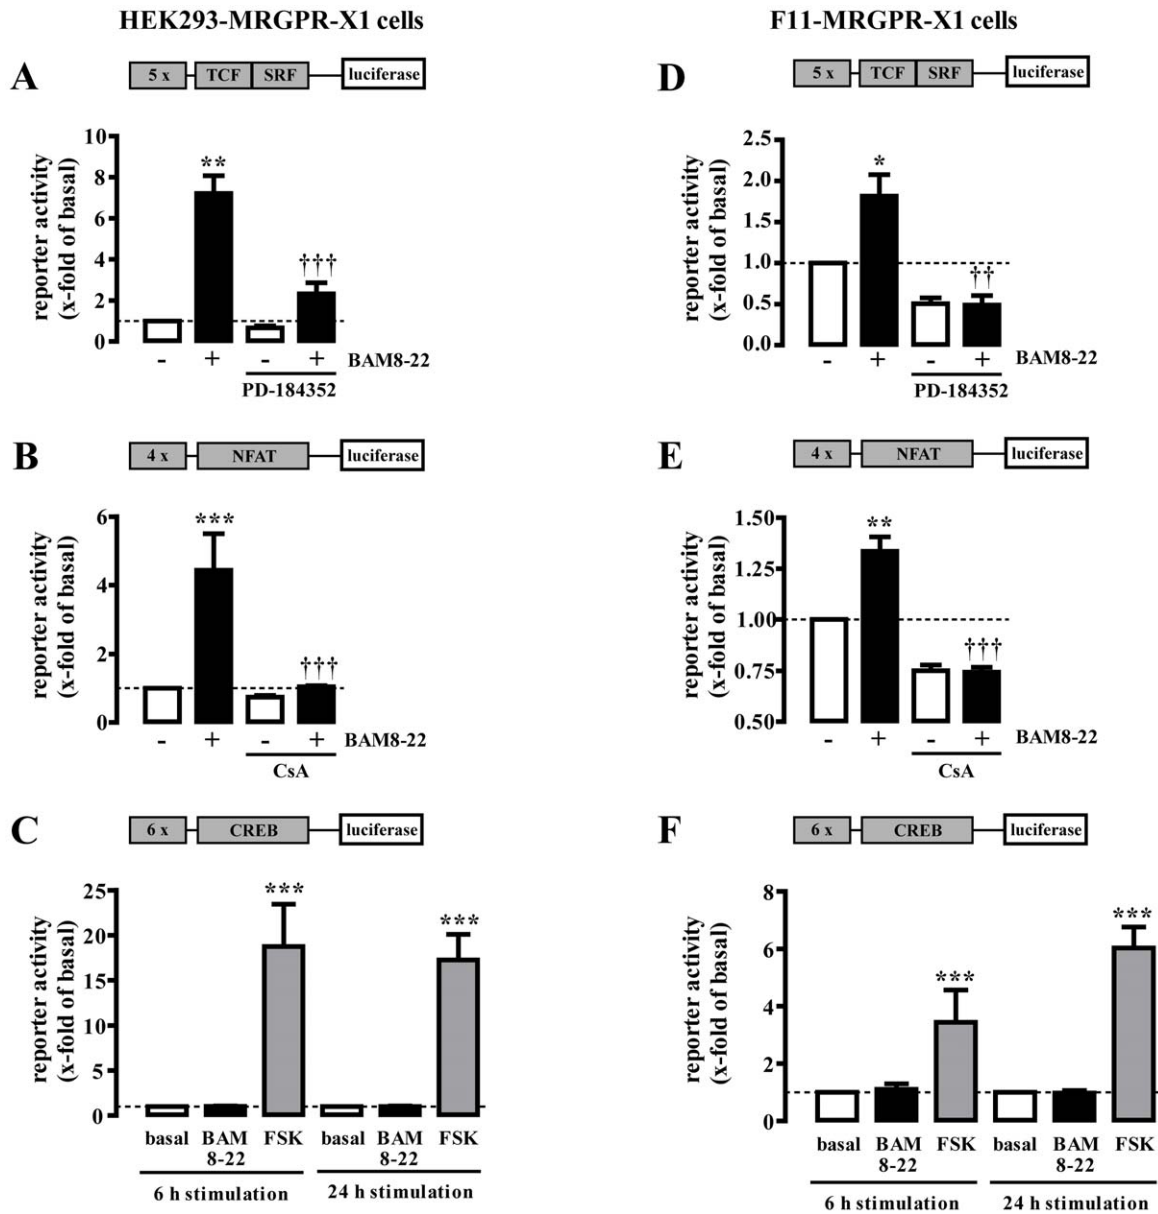 HEK293-MRGPR-X1 cells
F11-MRGPR-X1 cells
A
5 x TCF SRF luciferase
reporter activity
(x-fold of basal)
10
8
6
4
2
0
**
†††
- + - + BAM8-22
PD-184352
D
5 x TCF SRF luciferase
reporter activity
(x-fold of basal)
2.5
2.0
1.5
1.0
0.5
0.0
*
††
- + - + BAM8-22
PD-184352
B
4 x NFAT luciferase
reporter activity
(x-fold of basal)
6
4
2
0
***
†††
- + - + BAM8-22
CsA
E
4 x NFAT luciferase
reporter activity
(x-fold of basal)
1.50
1.25
1.00
0.75
0.50
**
†††
- + - + BAM8-22
CsA
C
6 x CREB luciferase
reporter activity
(x-fold of basal)
25
20
15
10
5
0
***
***
basal BAM FSK basal BAM FSK
8-22 8-22
6 h stimulation 24 h stimulation
F
6 x CREB luciferase
reporter activity
(x-fold of basal)
8
6
4
2
0
***
***
basal BAM FSK basal BAM FSK
8-22 8-22
6 h stimulation 24 h stimulation